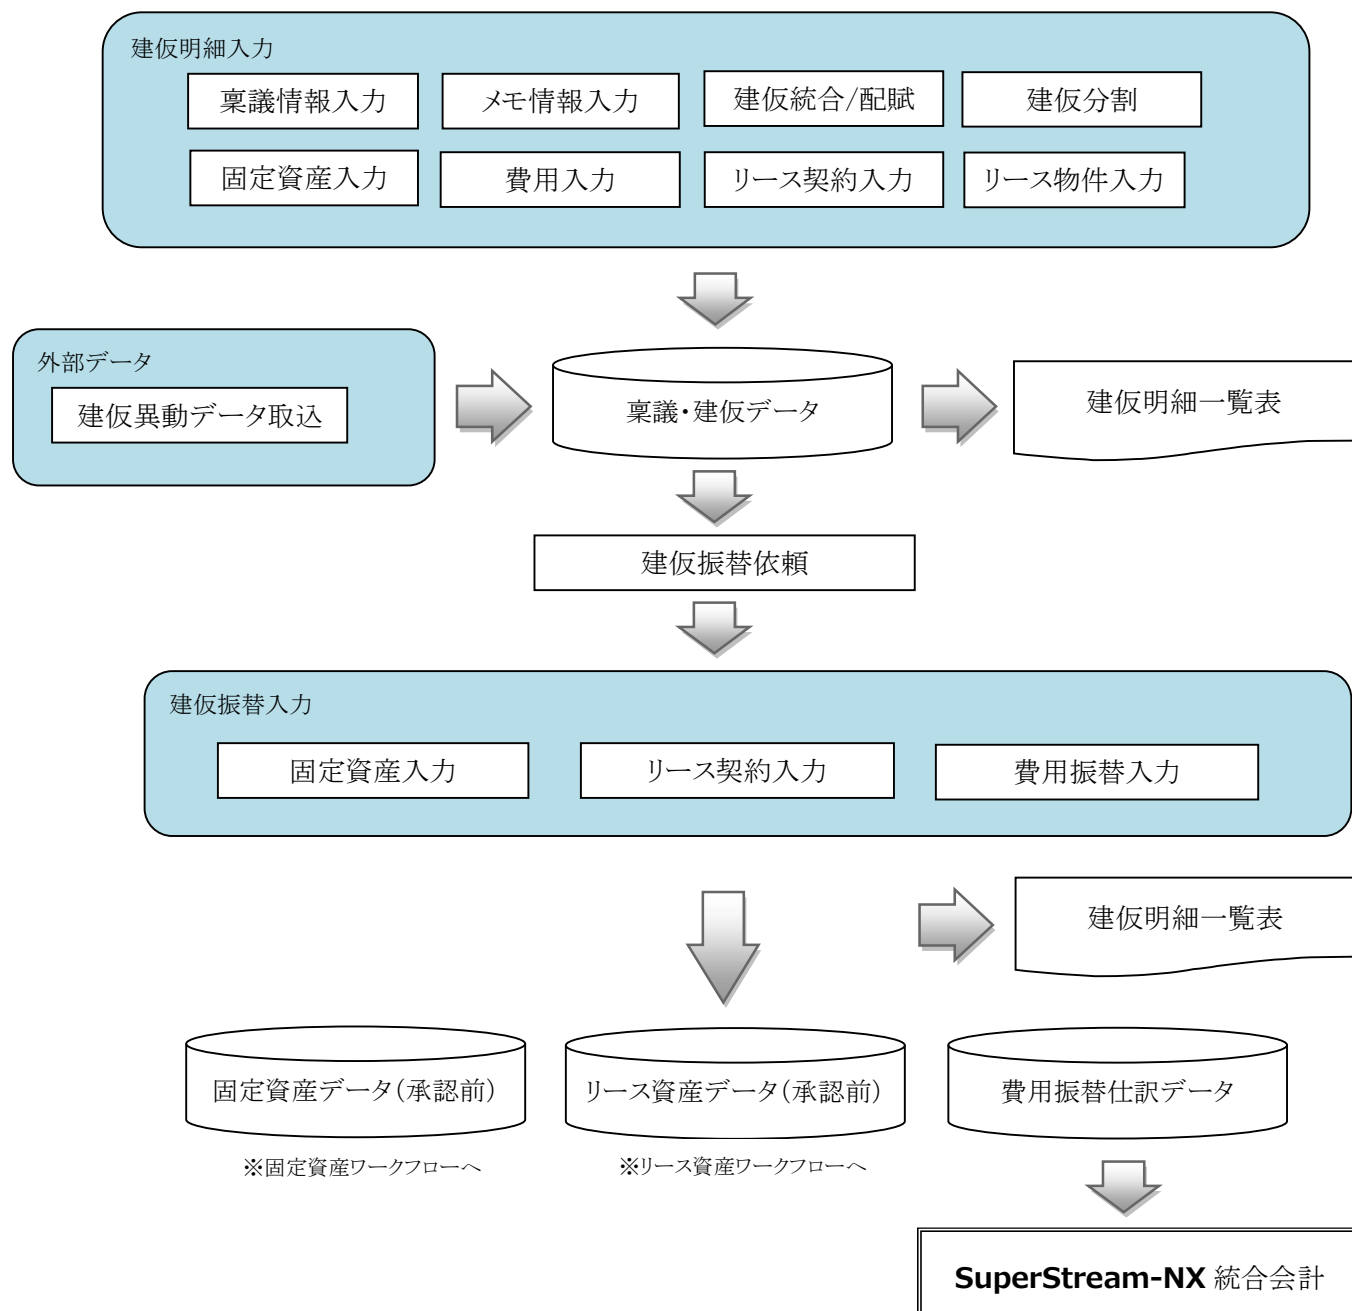 建仮明細入力
稟議情報入力
メモ情報入力
建仮統合/配賦
建仮分割
固定資産入力
費用入力
リース契約入力
リース物件入力
外部データ
建仮異動データ取込
稟議・建仮データ
建仮明細一覧表
建仮振替依頼
建仮振替入力
固定資産入力
リース契約入力
費用振替入力
建仮明細一覧表
固定資産データ(承認前)
リース資産データ(承認前)
費用振替仕訳データ
※固定資産ワークフローへ
※リース資産ワークフローへ
SuperStream-NX 統合会計